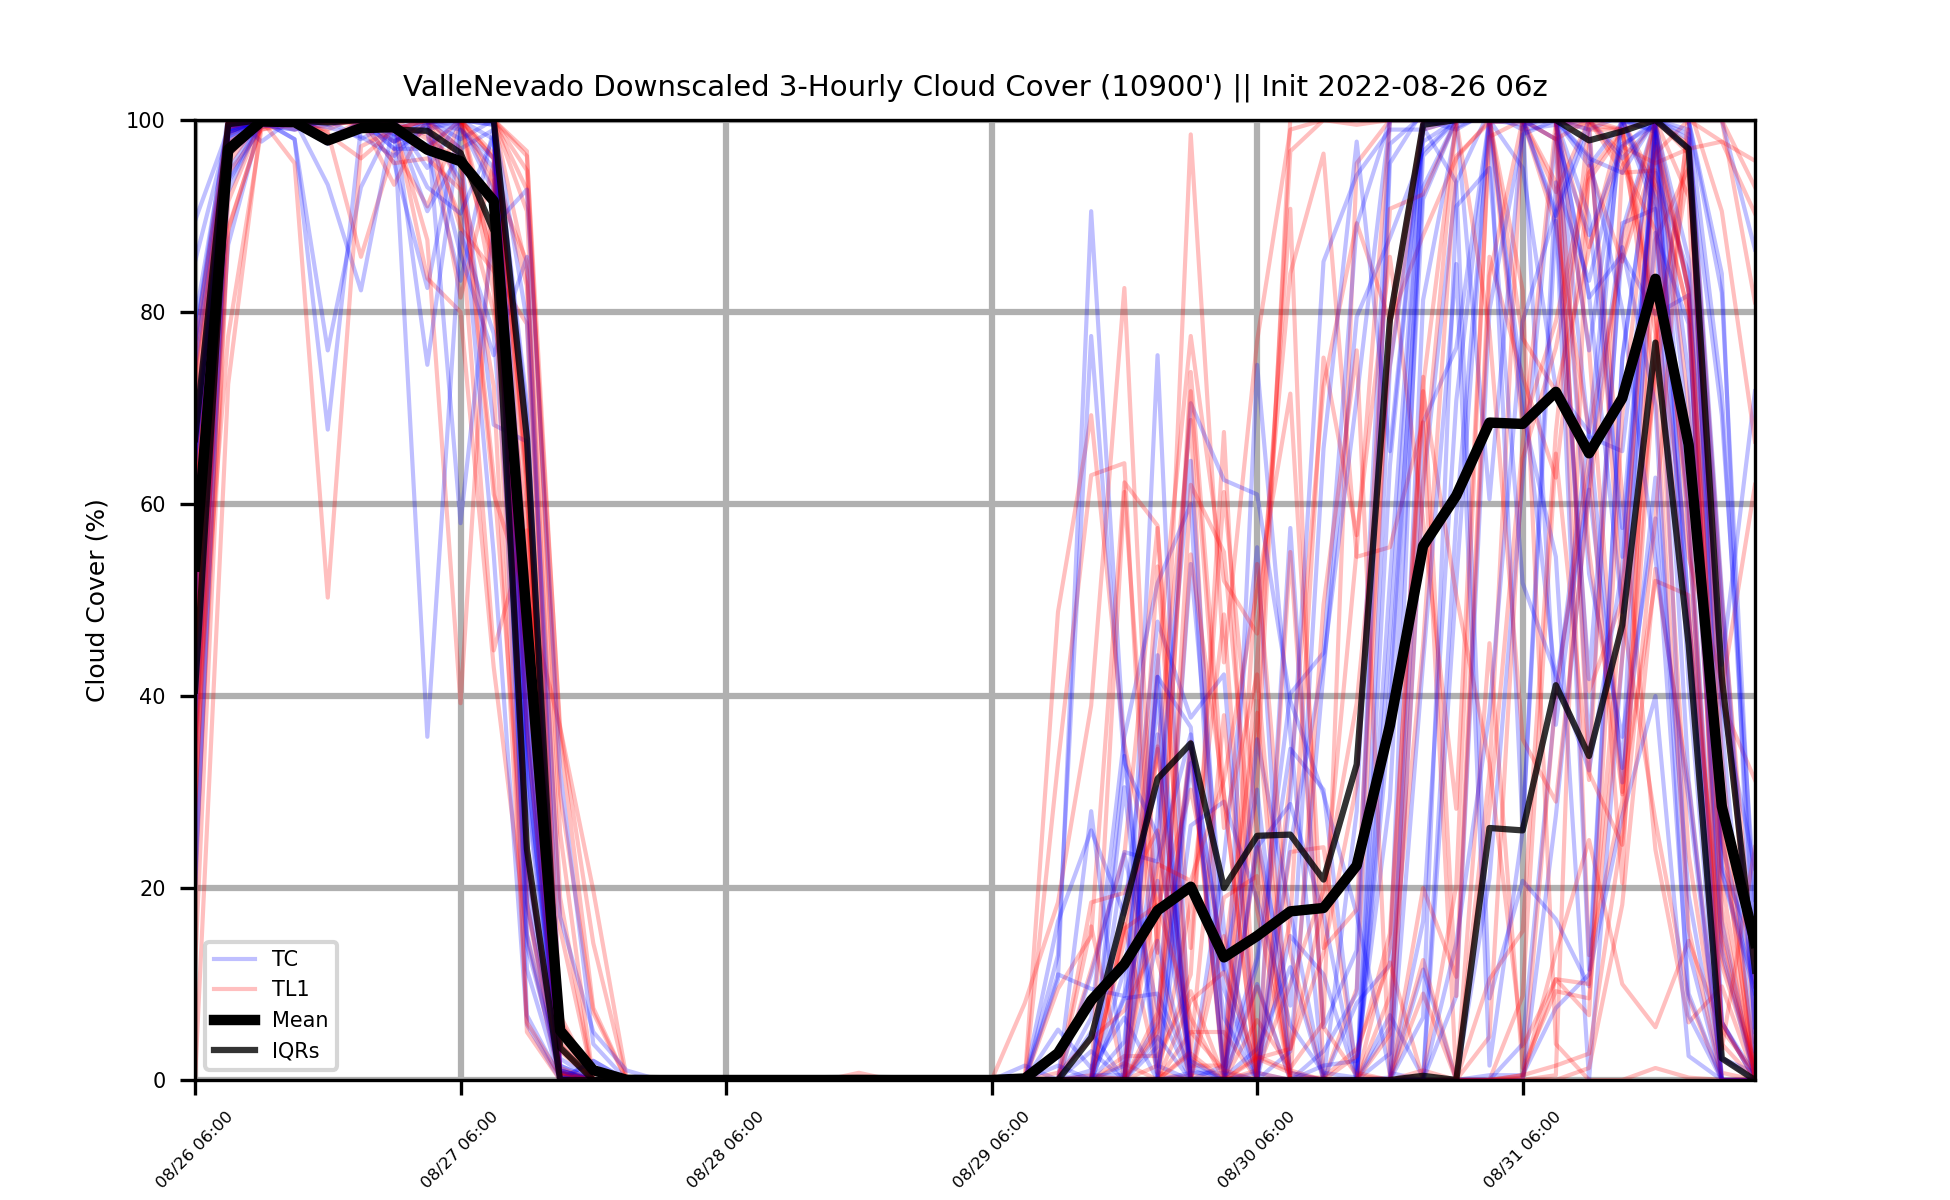 ValleNevado Downscaled 3-Hourly Cloud Cover (10900') || Init 2022-08-26 06z
Cloud Cover (%)
100
80
60
40
20
0
TC
TL1
Mean
IQRs
08/26 06:00
08/27 06:00
08/28 06:00
08/29 06:00
08/30 06:00
08/31 06:00